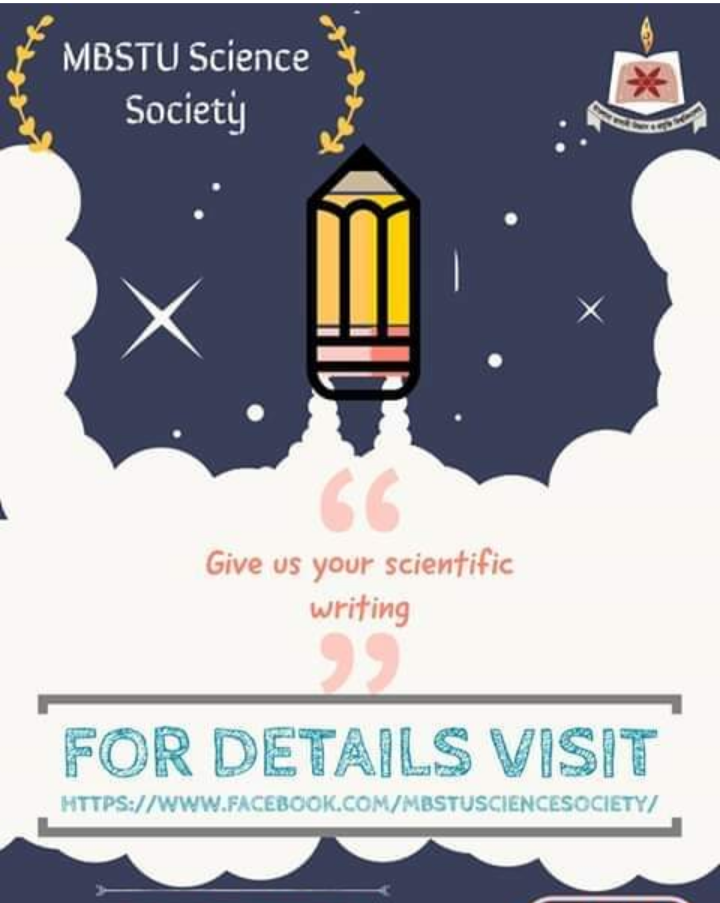 MBSTU Science
Society
“
Give us your scientific
writing
”
FOR DETAILS VISIT
HTTPS://WWW.FACEBOOK.COM/MBSTUSCIENCESOCIETY/